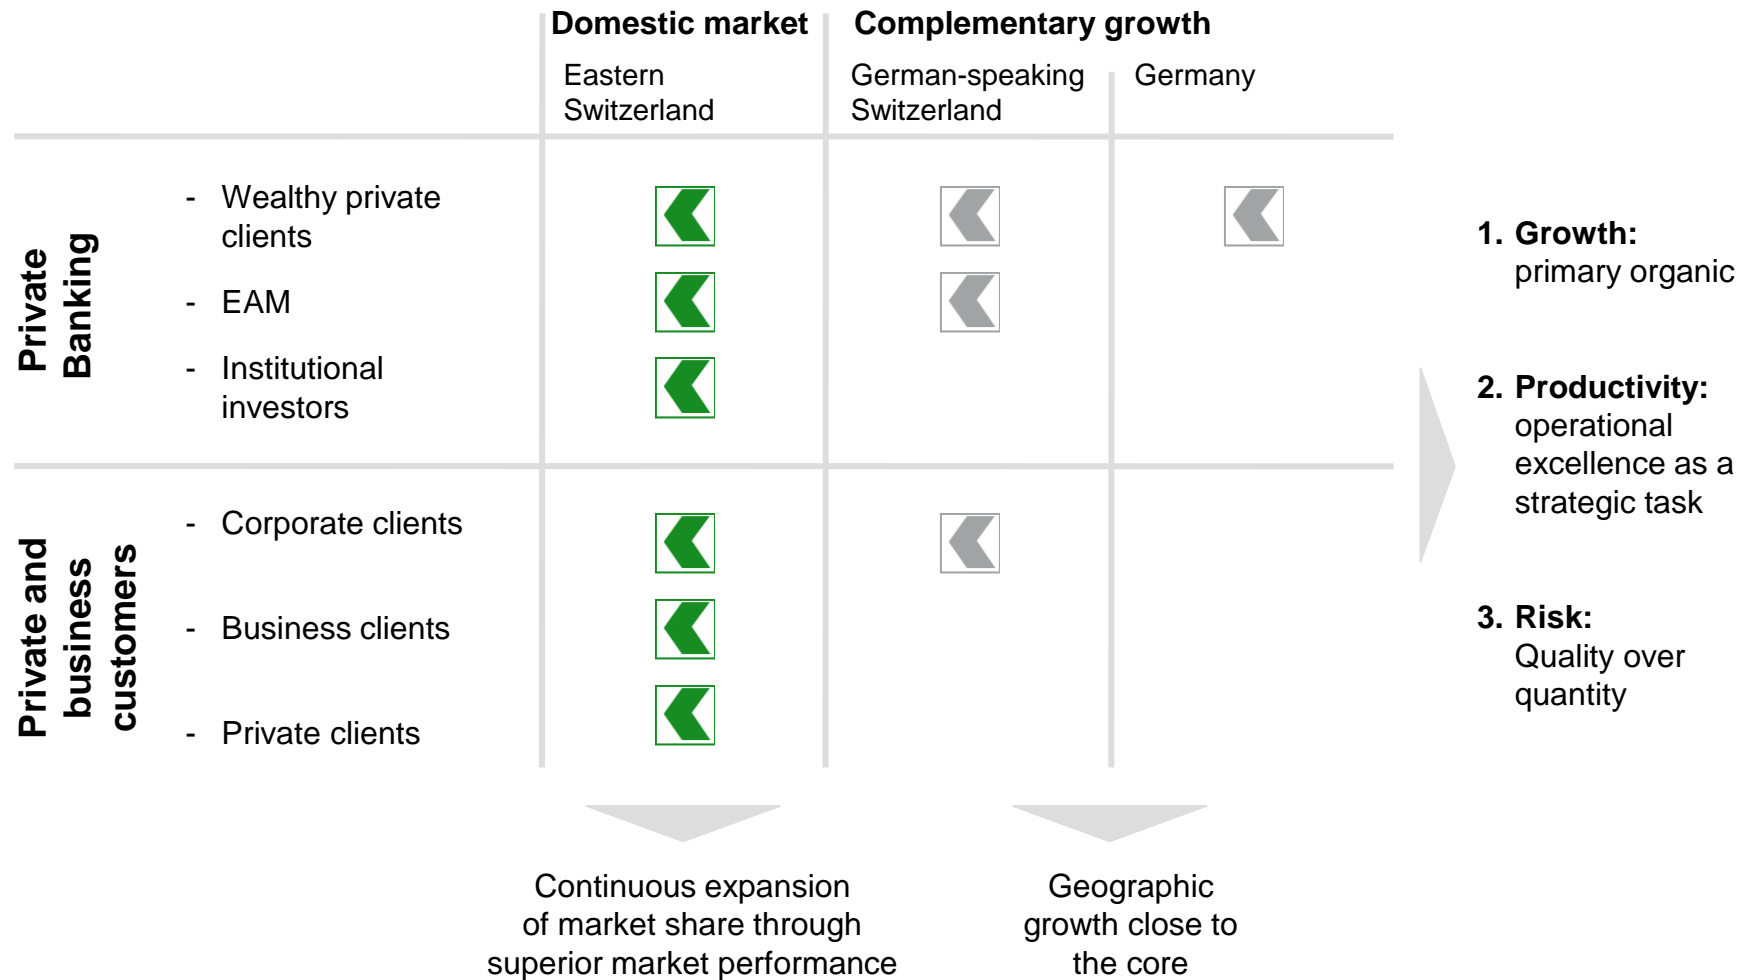 Domestic market
Complementary growth
Eastern
Switzerland
German-speaking
Switzerland
Germany
Private
Banking
- Wealthy private
clients
- EAM
- Institutional
investors
Private and
business
customers
- Corporate clients
- Business clients
- Private clients
1. Growth:
primary organic
2. Productivity:
operational
excellence as a
strategic task
3. Risk:
Quality over
quantity
Continuous expansion
of market share through
superior market performance
Geographic
growth close to
the core